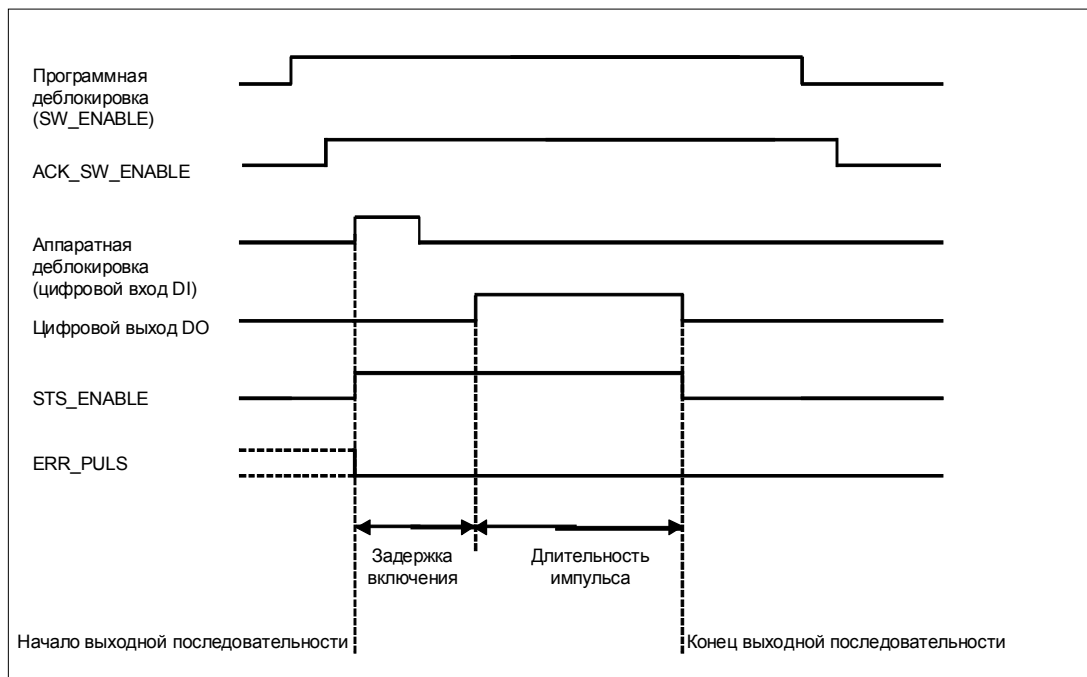 Программная
деблокировка
(SW_ENABLE)
ACK_SW_ENABLE
Аппаратная
деблокировка
(цифровой вход DI)
Цифровой выход DO
STS_ENABLE
ERR_PULS
Задержка
включения
Длительность
импульса
Начало выходной последовательности
Конец выходной последовательности